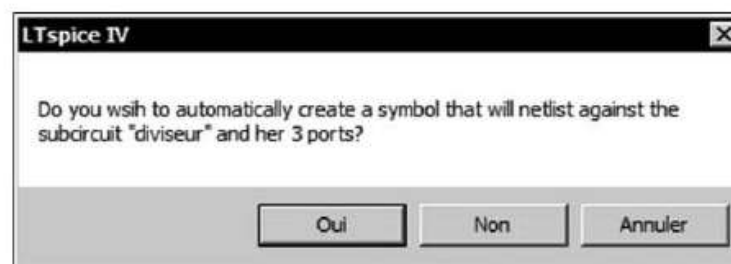 LTspice IV
Do you wsih to automatically create a symbol that will netlist against the
subcircuit "diviseur" and her 3 ports?
Oui Non Annuler